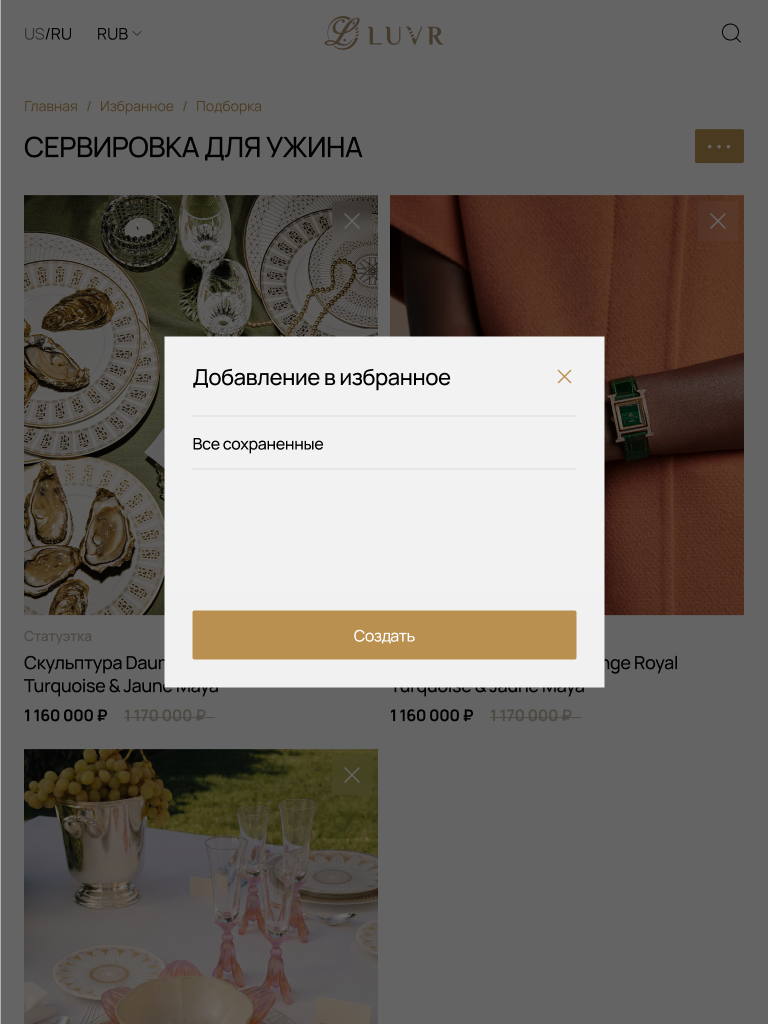 US/RU RUB LUVR
Главная / Избранное / Подборка
СЕРВИРОВКА ДЛЯ УЖИНА
Добавление в избранное
Все сохраненные
Создать
Статуэтка
Скульптура nge Royal
Turquoise & Jaune Maya Turquoise & Jaune Maya
1 160 000 ₽ 1 170 000 ₽ 1 160 000 ₽ 1 170 000 ₽